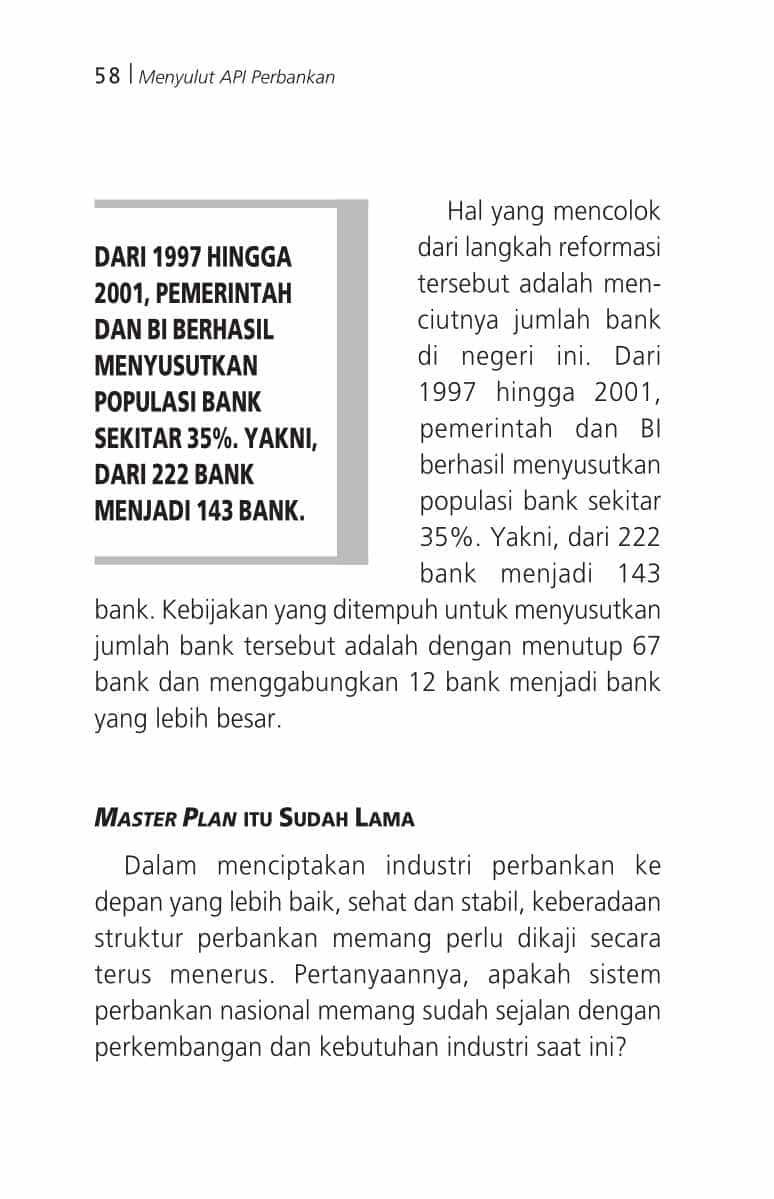 58 | Menyulut API Perbankan
DARI 1997 HINGGA
2001, PEMERINTAH
DAN BI BERHASIL
MENYUSUTKAN
POPULASI BANK
SEKITAR 35%. YAKNI,
DARI 222 BANK
MENJADI 143 BANK.
Hal yang mencolok
dari langkah reformasi
tersebut adalah men-
ciutnya jumlah bank
di negeri ini. Dari
1997 hingga 2001,
pemerintah dan BI
berhasil menyusutkan
populasi bank sekitar
35%. Yakni, dari 222
bank menjadi 143
bank. Kebijakan yang ditempuh untuk menyusutkan
jumlah bank tersebut adalah dengan menutup 67
bank dan menggabungkan 12 bank menjadi bank
yang lebih besar.
MASTER PLAN ITU SUDAH LAMA
Dalam menciptakan industri perbankan ke
depan yang lebih baik, sehat dan stabil, keberadaan
struktur perbankan memang perlu dikaji secara
terus menerus. Pertanyaannya, apakah sistem
perbankan nasional memang sudah sejalan dengan
perkembangan dan kebutuhan industri saat ini?